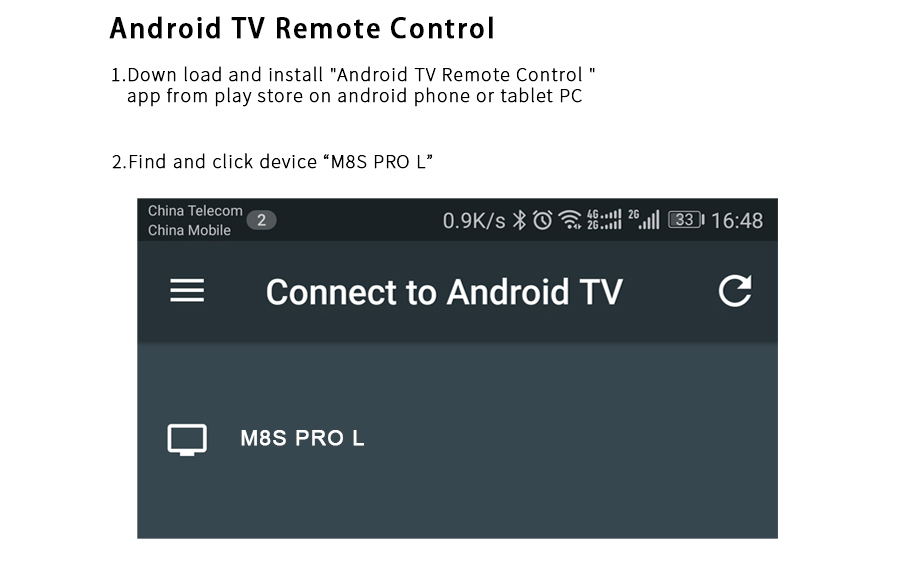 Android TV Remote Control
1.Down load and install "Android TV Remote Control "
app from play store on android phone or tablet PC
2.Find and click device “M8S PRO L”
China Telecom
China Mobile
2
0.9K/s 4G 2G 2G 33 16:48
Connect to Android TV
M8S PRO L